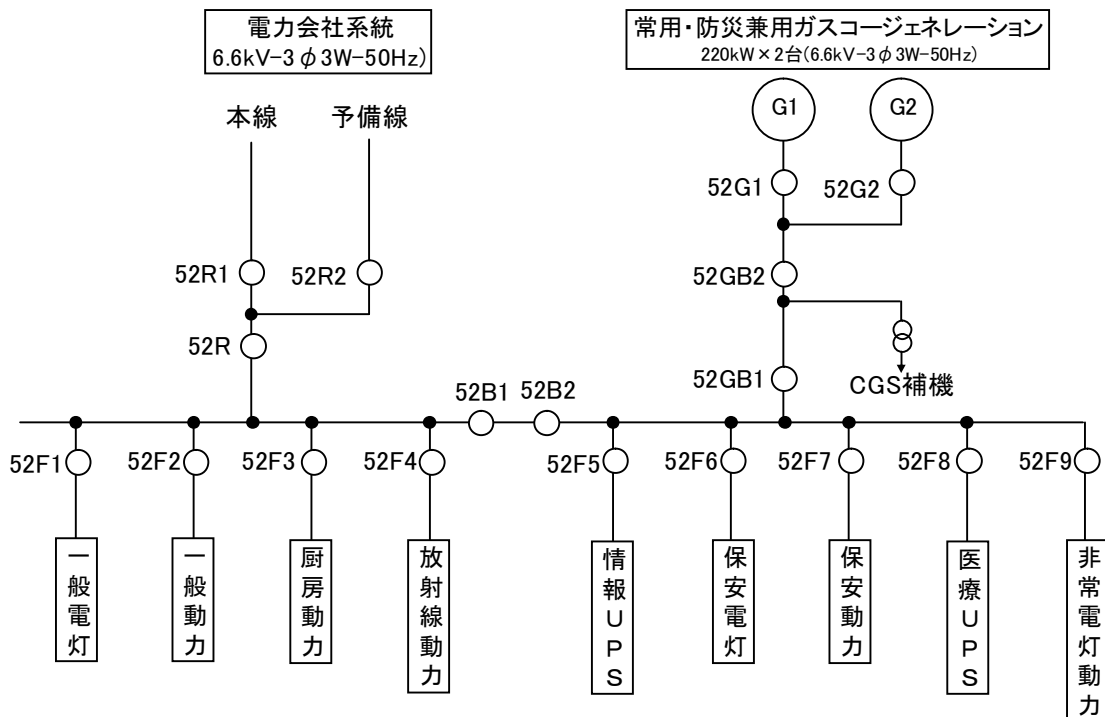 電力会社系統
6.6kV-3φ3W-50Hz)
常用・防災兼用ガスコージェネレーション
220kW×2台(6.6kV-3φ3W-50Hz)
本線
予備線
G1
G2
52G1
52G2
52R1
52R2
52GB2
52R
52GB1
CGS補機
52B1
52B2
52F1
52F2
52F3
52F4
52F5
52F6
52F7
52F8
52F9
一般電灯
一般動力
厨房動力
放射線動力
情報UPS
保安電灯
保安動力
医療UPS
非常電灯動力